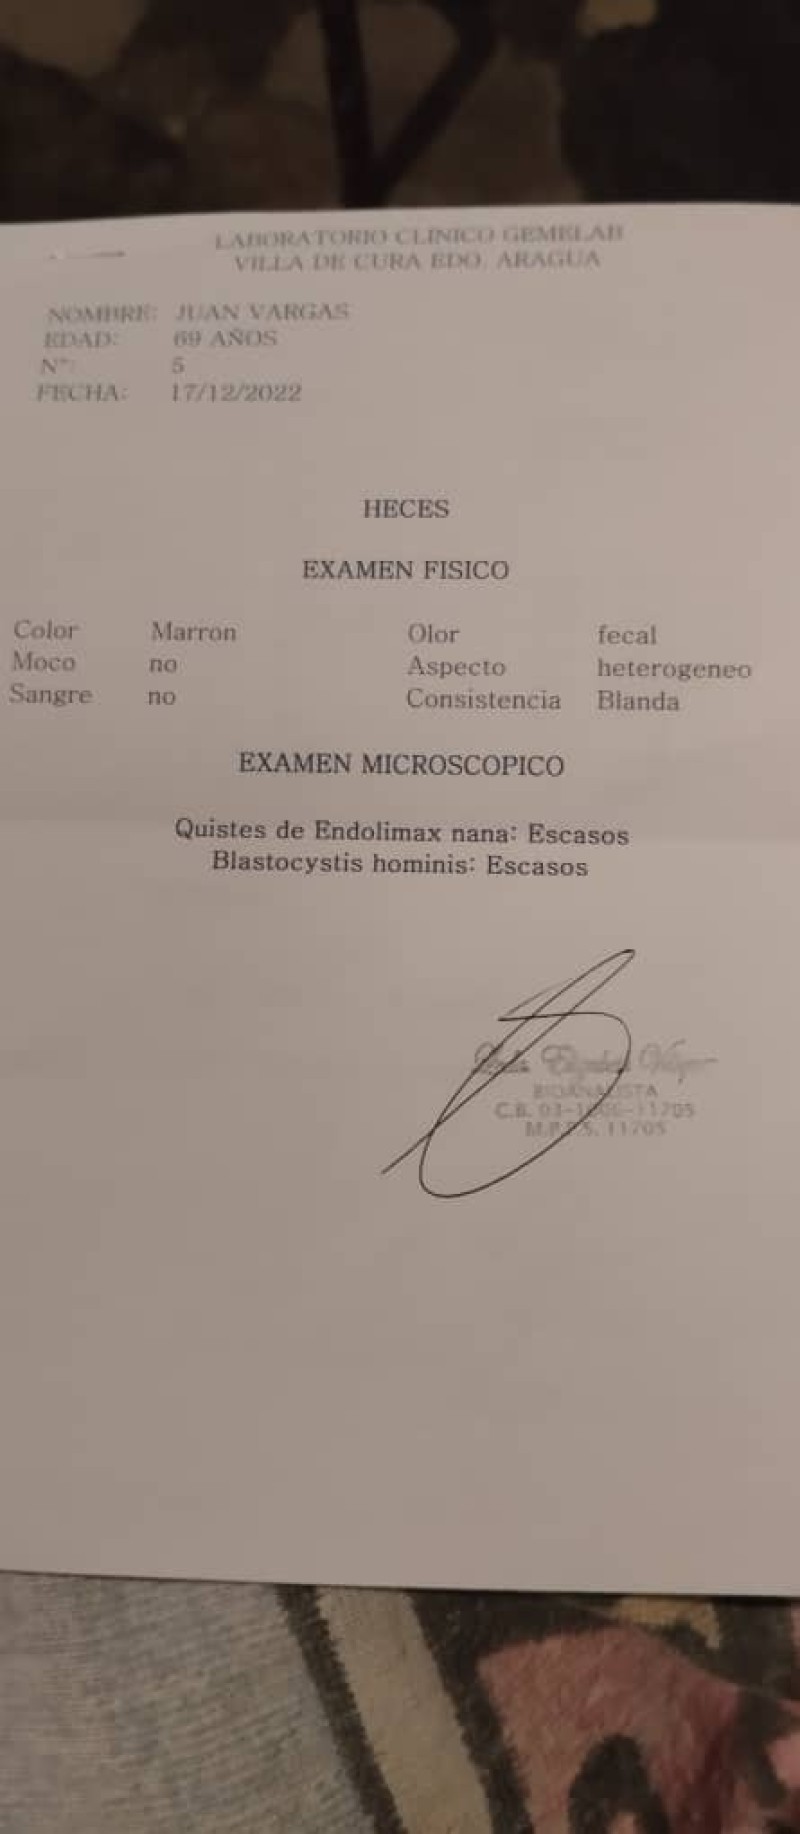 LABORATORIO CLINICO GEMELAB
VILLA DE CURA EDO. ARAGUA
NOMBRE: JUAN VARGAS
EDAD: 69 AÑOS
N°: 5
FECHA: 17/12/2022
HECES
EXAMEN FISICO
Color Marron Olor fecal
Moco no Aspecto heterogeneo
Sangre no Consistencia Blanda
EXAMEN MICROSCOPICO
Quistes de Endolimax nana: Escasos
Blastocystis hominis: Escasos
BIOANALISTA
C.B.
M.P.P.S. 11705